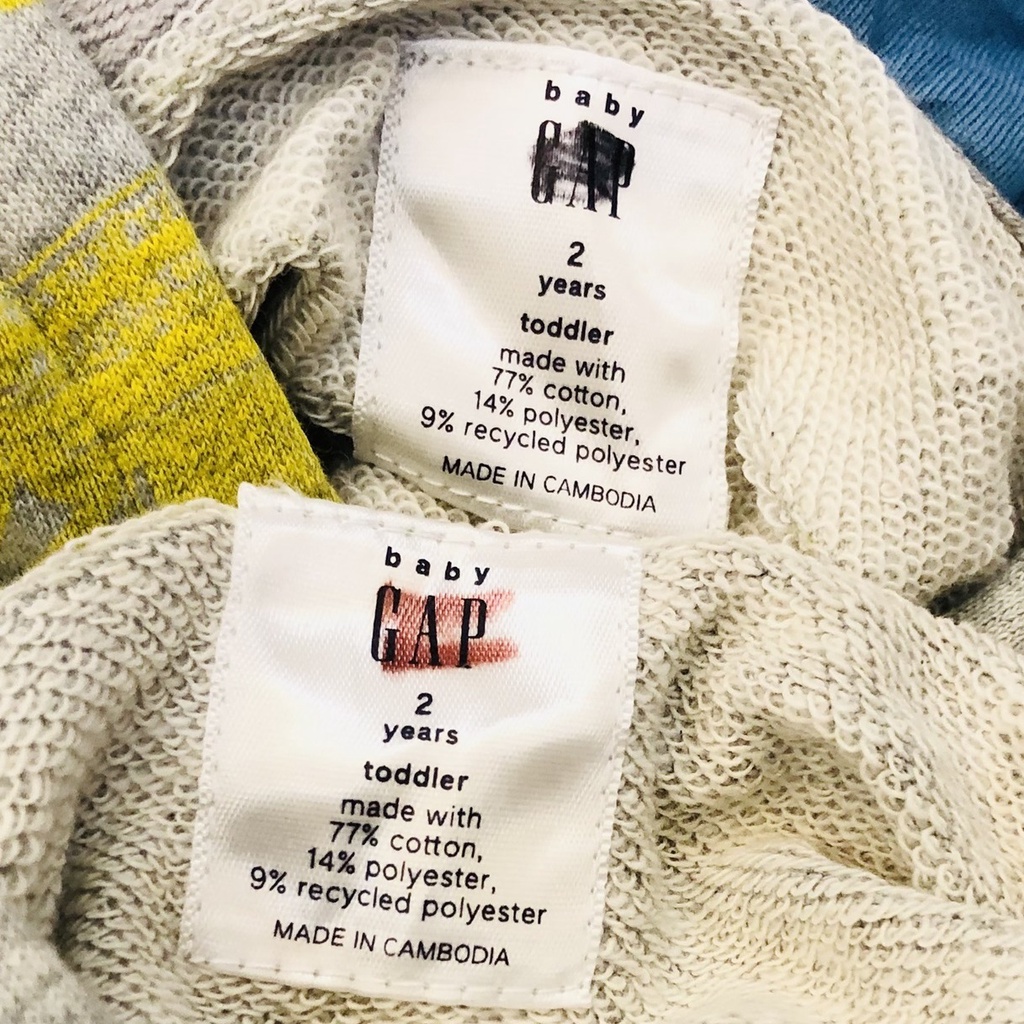 baby
GAP
2
years
toddler
made with
77% cotton,
14% polyester,
9% recycled polyester
MADE IN CAMBODIA
baby
GAP
2
years
toddler
made with
77% cotton,
14% polyester,
9% recycled polyester
MADE IN CAMBODIA